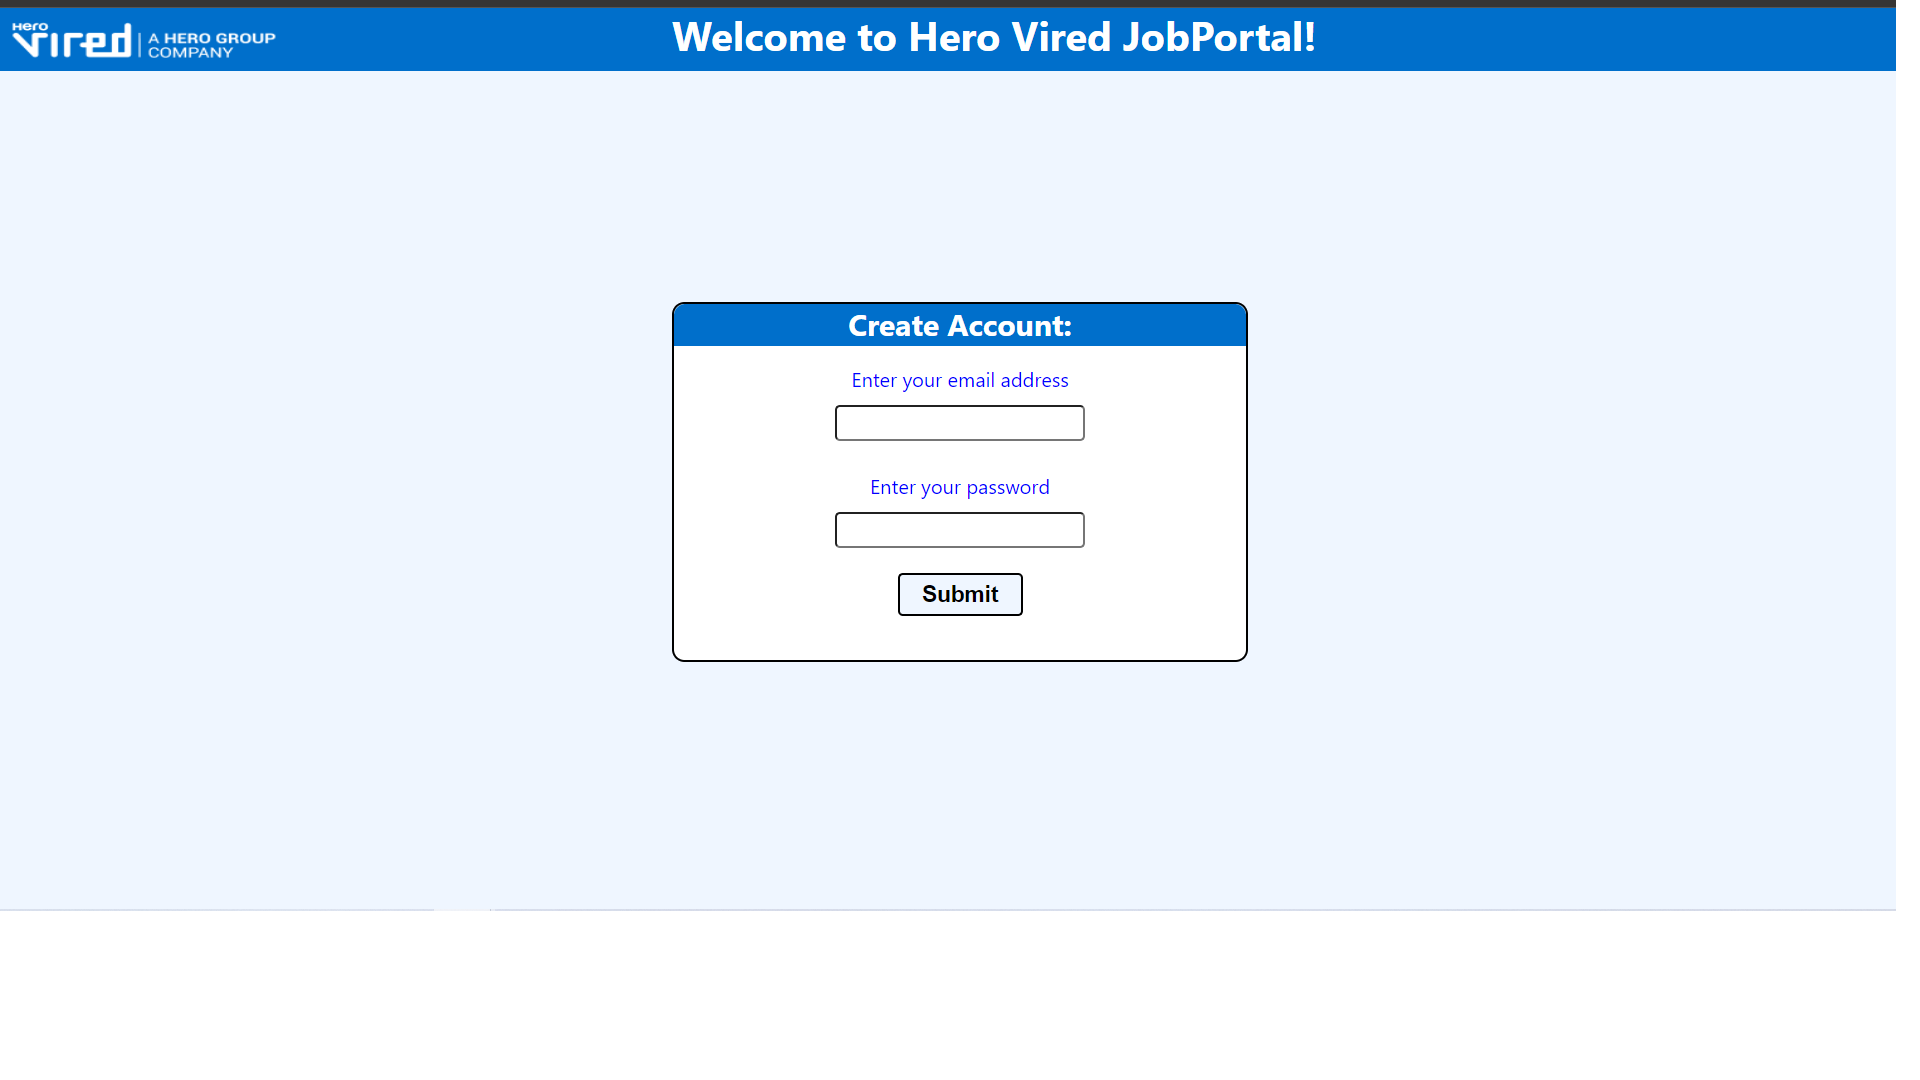 Hero
vired
A HERO GROUP
COMPANY
Welcome to Hero Vired JobPortal!
Create Account:
Enter your email address
Enter your password
Submit